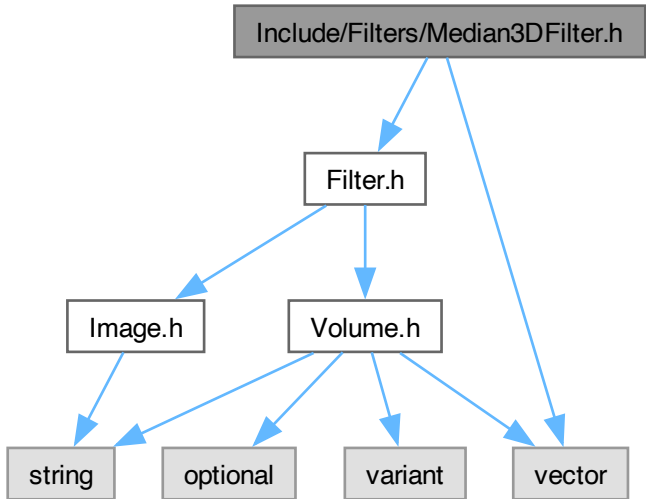 Include/Filters/Median3DFilter.h
Filter.h
Image.h
Volume.h
string
optional
variant
vector